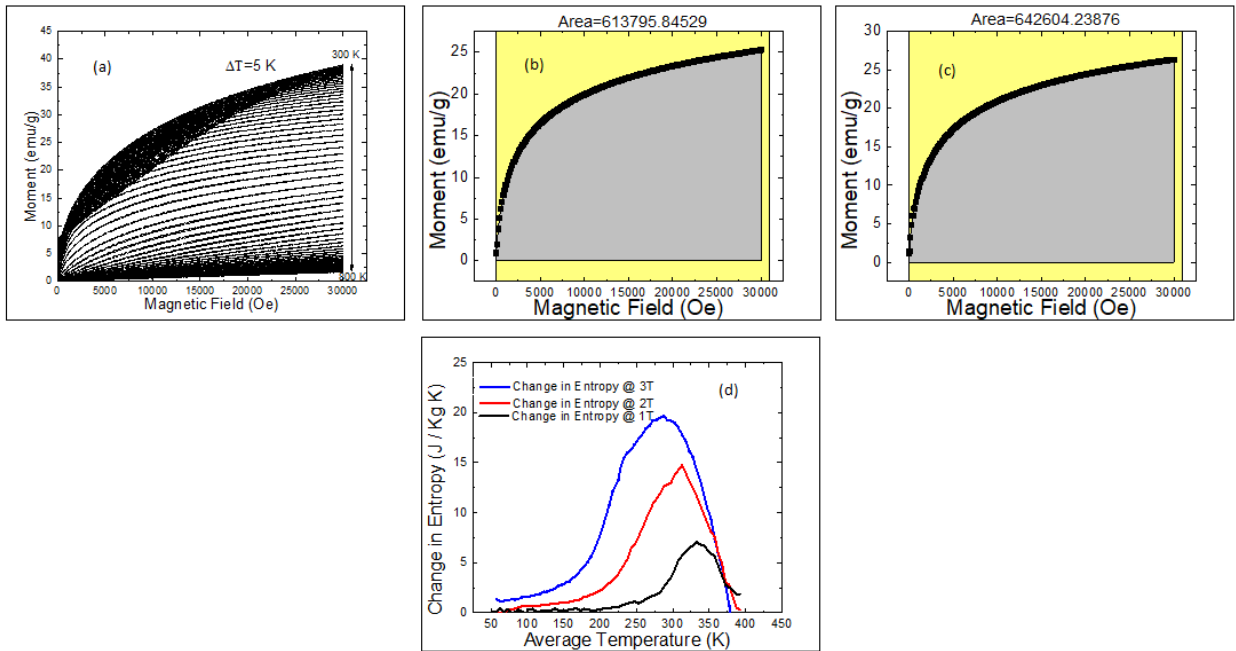 (a)
ΔT=5 K
300 K
800 K
45
40
35
30
25
20
15
10
5
0
Moment (emu/g)
0 5000 10000 15000 20000 25000 30000
Magnetic Field (Oe)
Area=613795.84529
(b)
25
20
15
10
5
0
Moment (emu/g)
0 5000 10000 15000 20000 25000 30000
Magnetic Field (Oe)
Area=642604.23876
(c)
30
25
20
15
10
5
0
Moment (emu/g)
0 5000 10000 15000 20000 25000 30000
Magnetic Field (Oe)
(d)
Change in Entropy @ 3T
Change in Entropy @ 2T
Change in Entropy @ 1T
25
20
15
10
5
0
Change in Entropy (J / Kg K)
50 100 150 200 250 300 350 400 450
Average Temperature (K)